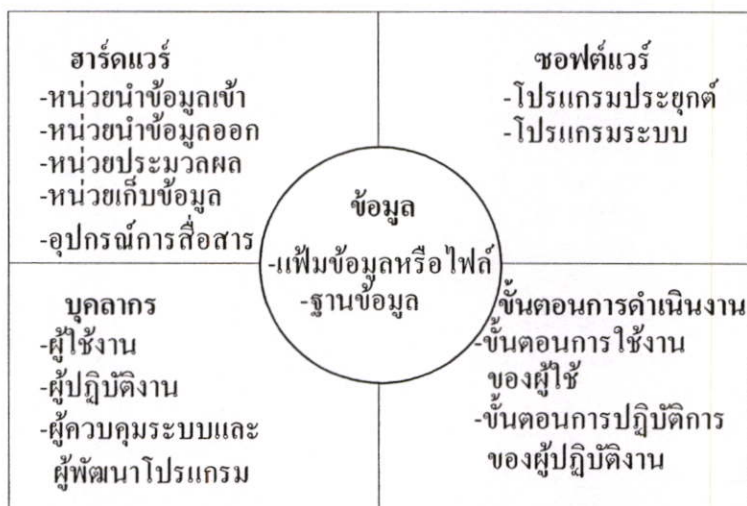 ฮาร์ดแวร์
-หน่วยนำข้อมูลเข้า
-หน่วยนำข้อมูลออก
-หน่วยประมวลผล
-หน่วยเก็บข้อมูล
-อุปกรณ์การสื่อสาร
ซอฟต์แวร์
-โปรแกรมประยุกต์
-โปรแกรมระบบ
ข้อมูล
-แฟ้มข้อมูลหรือไฟล์
-ฐานข้อมูล
บุคลากร
-ผู้ใช้งาน
-ผู้ปฏิบัติงาน
-ผู้ควบคุมระบบและ
ผู้พัฒนาโปรแกรม
ขั้นตอนการดำเนินงาน
-ขั้นตอนการใช้งาน
ของผู้ใช้
-ขั้นตอนการปฏิบัติการ
ของผู้ปฏิบัติงาน